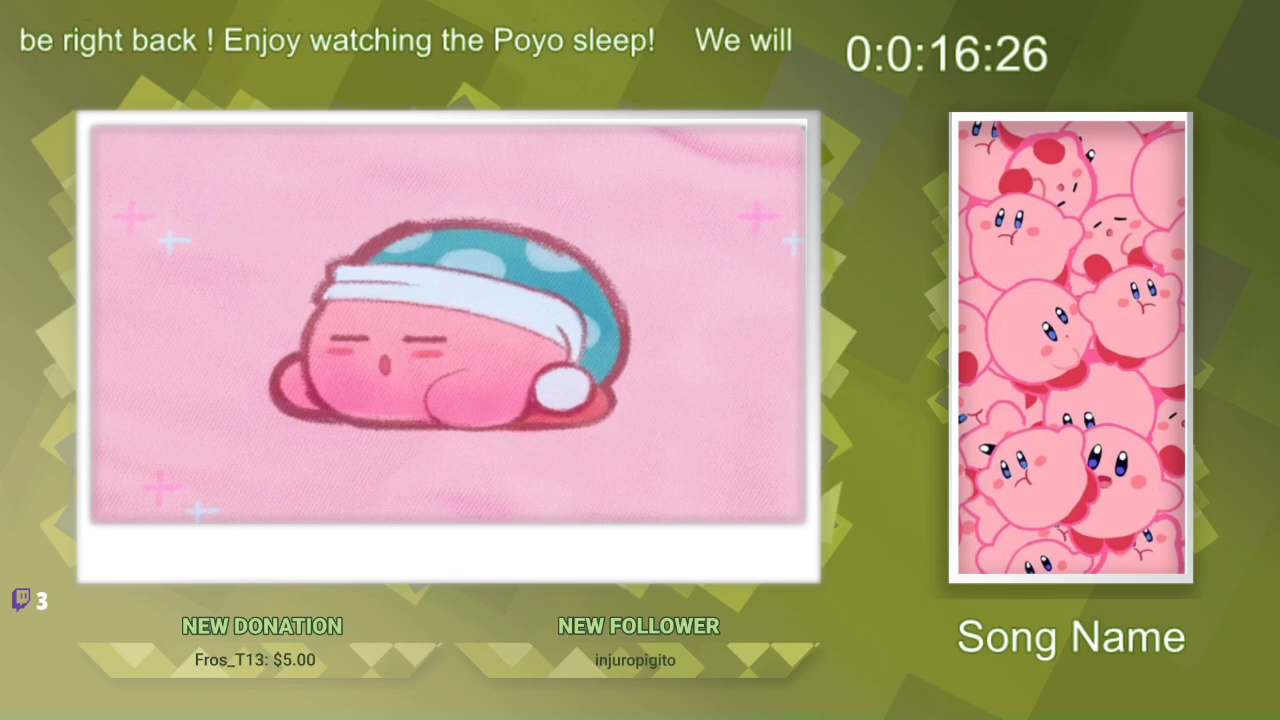 be right back ! Enjoy watching the Poyo sleep! We will
0:0:16:26
3
NEW DONATION
Fros_T13: $5.00
NEW FOLLOWER
injuropigito
Song Name